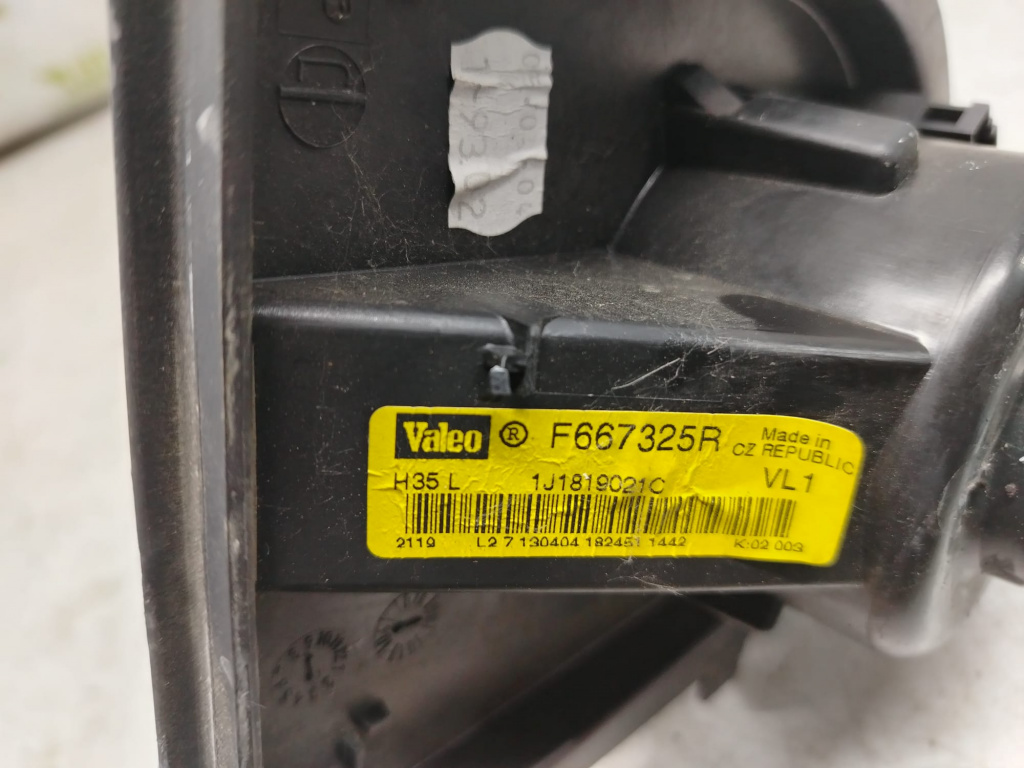 Valeo ® F667325R Made in
CZ REPUBLIC
H35 L 1J1819021C VL1
2119 L2 7 130404 182451 1442 K:02 003